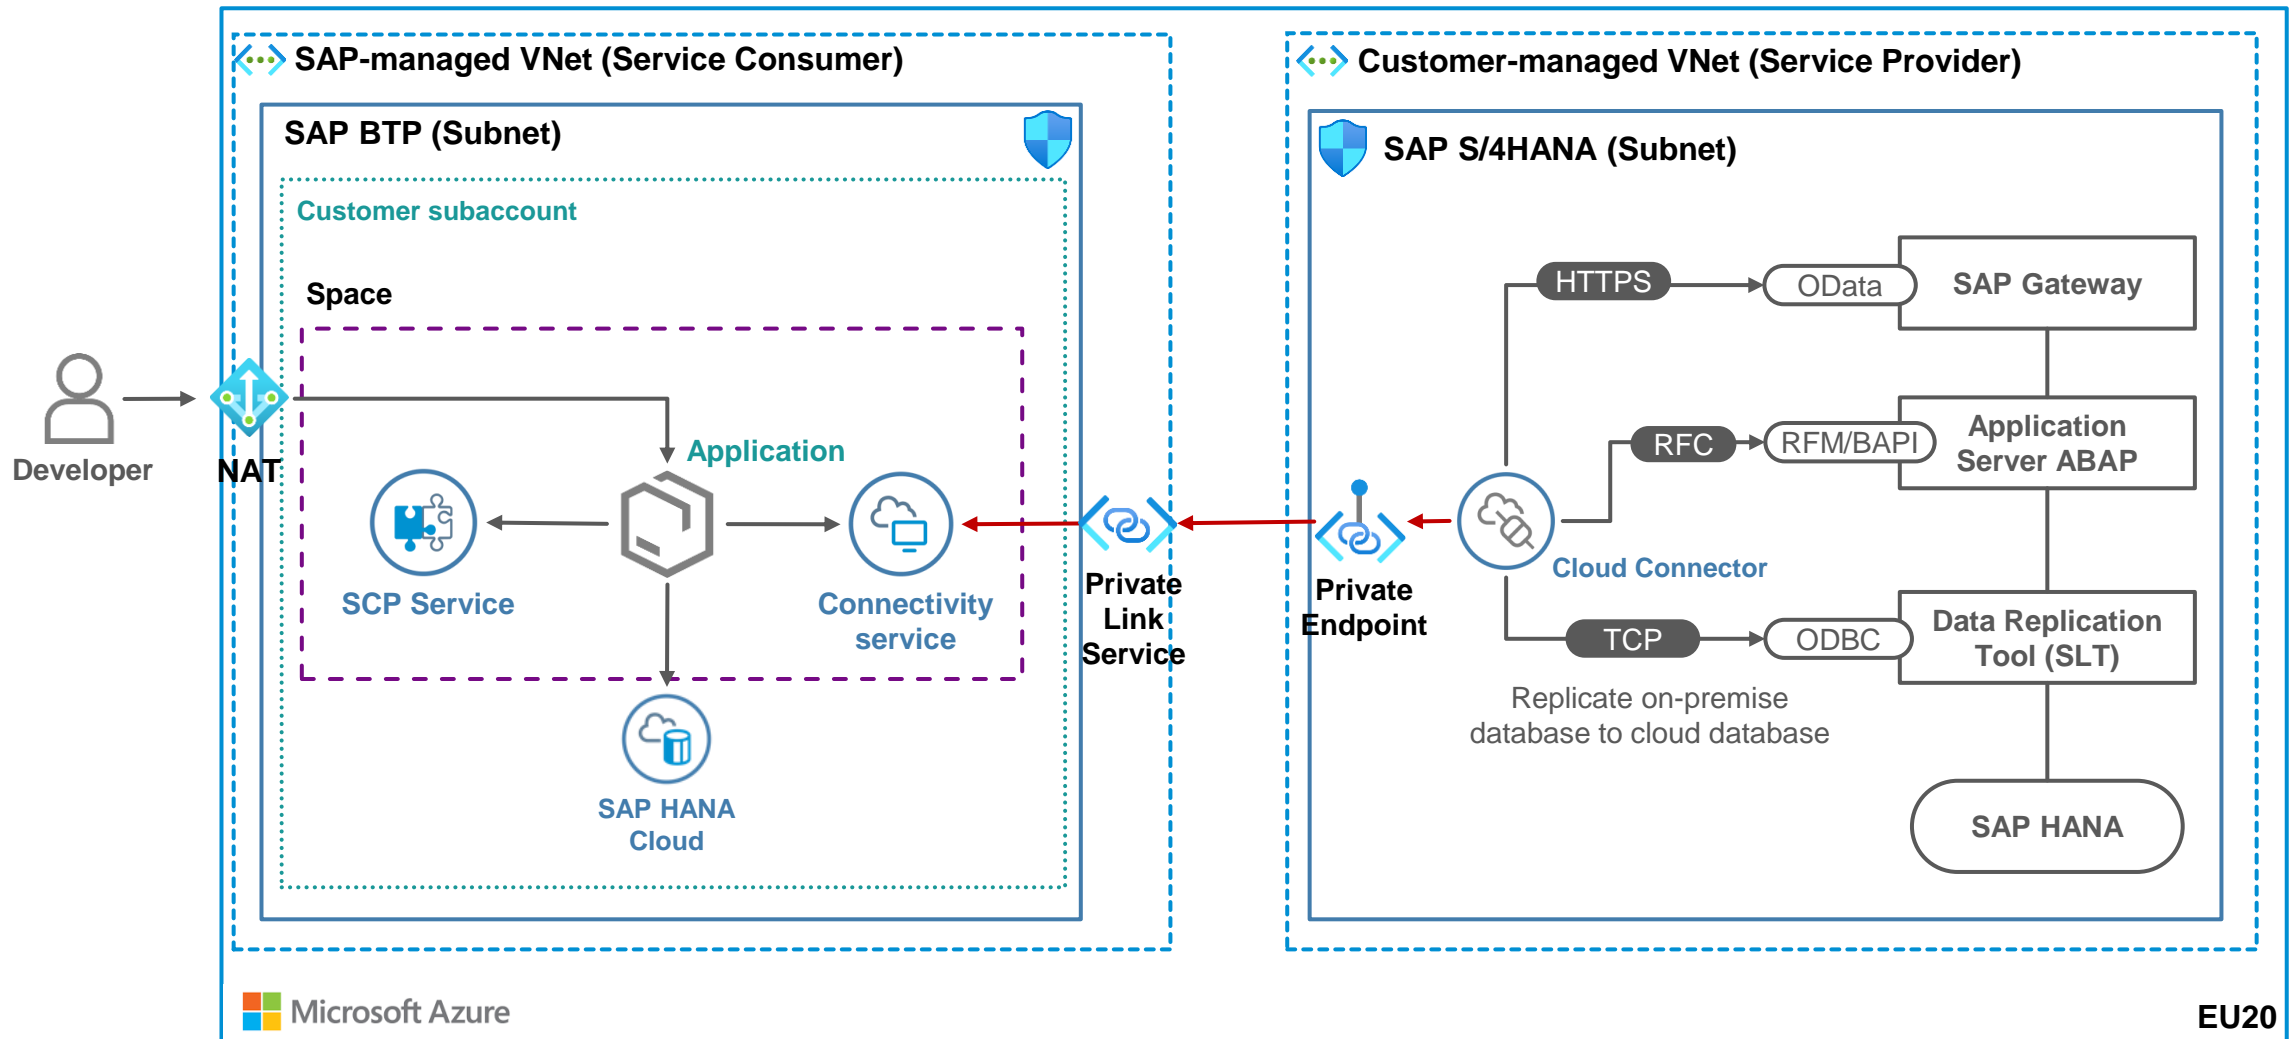 SAP-managed VNet (Service Consumer)
SAP BTP (Subnet)
Customer subaccount
Space
Developer
NAT
Application
SCP Service
Connectivity
service
SAP HANA
Cloud
Private
Link
Service
Customer-managed VNet (Service Provider)
SAP S/4HANA (Subnet)
HTTPS
OData
SAP Gateway
RFC
RFM/BAPI
Application
Server ABAP
Private
Endpoint
Cloud Connector
TCP
ODBC
Data Replication
Tool (SLT)
Replicate on-premise
database to cloud database
SAP HANA
Microsoft Azure
EU20